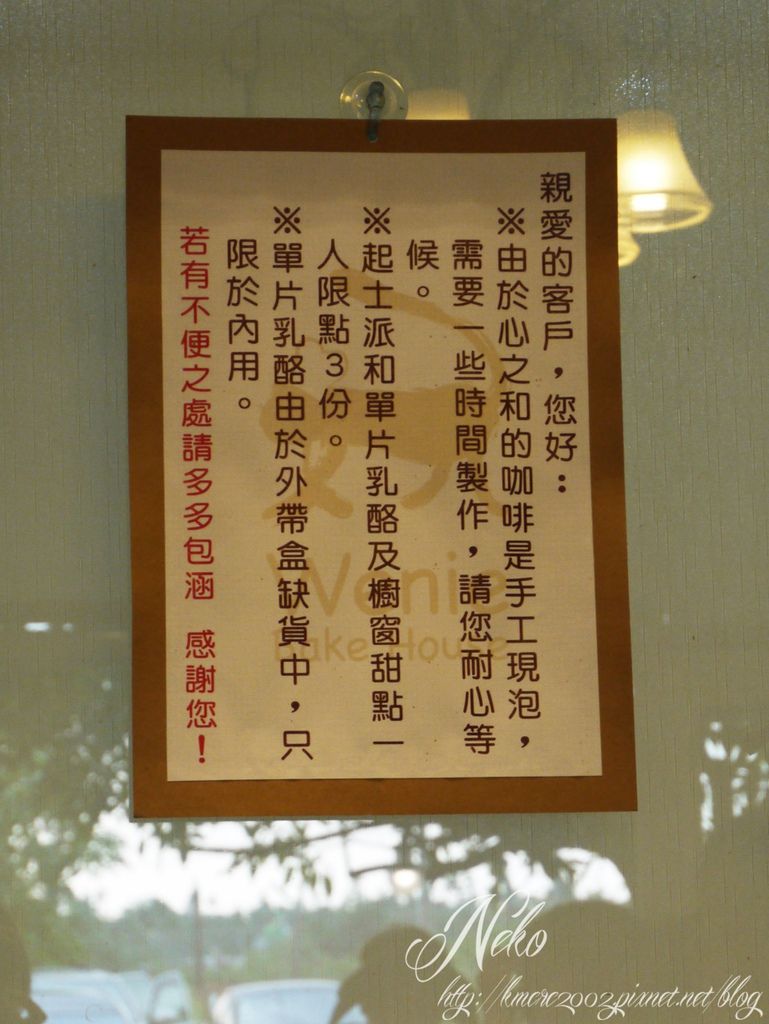 親愛的客戶，您好：
※由於心之和的咖啡是手工現泡，
需要一些時間製作，請您耐心等
候。
※起士派和單片乳酪及櫥窗甜點一
人限點３份。
※單片乳酪由於外帶盒缺貨中，只
限於內用。
若有不便之處請多多包涵 感謝您！
Wenie
Bake House
Neko
http://kmcrc2002.pixnet.net/blog